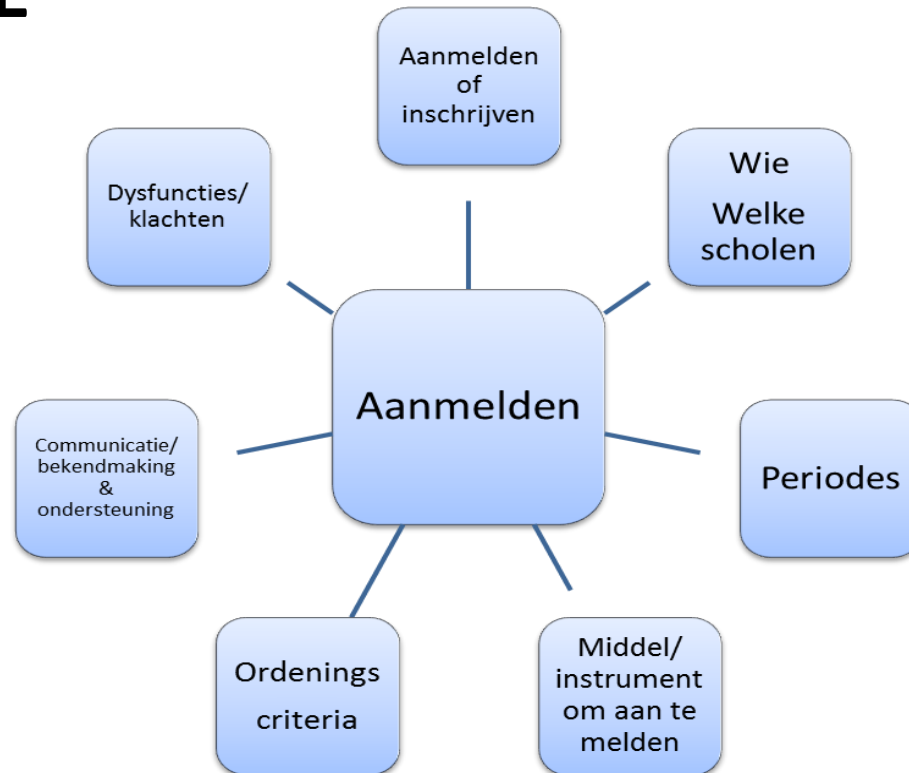 Aanmelden
of
inschrijven
Wie
Welke
scholen
Periodes
Middel/
instrument
om aan te
melden
Ordenings
criteria
Communicatie/
bekendmaking
&
ondersteuning
Dysfuncties/
klachten
Aanmelden